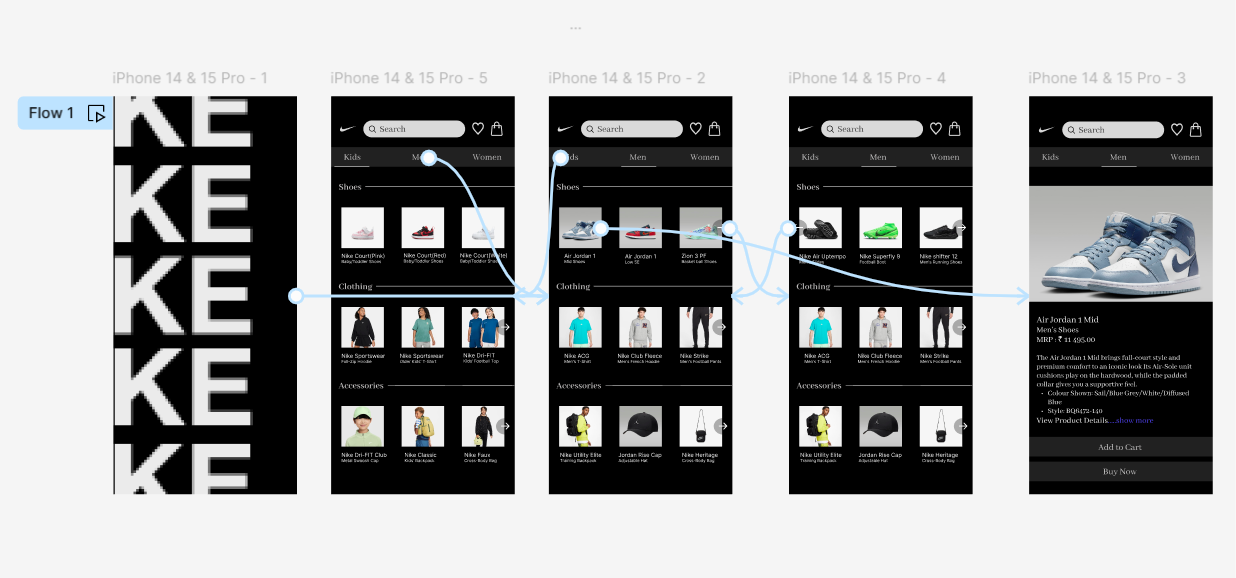 ...
iPhone 14 & 15 Pro - 1
iPhone 14 & 15 Pro - 5
iPhone 14 & 15 Pro - 2
iPhone 14 & 15 Pro - 4
iPhone 14 & 15 Pro - 3
Flow 1
KE
KE
KE
KE
KE
Search
Kids Women
Shoes
Nike Court(Pink) Nike Court(Red) Nike Court(White)
Baby/Toddler Shoes Baby/Toddler Shoes Baby/Toddler Shoes
Clothing
Nike Sportswear Nike Sportswear Nike Dri-FIT
Full-Zip Hoodie Older Kids' T-Shirt Kids' Football Top
Accessories
Nike Dri-FIT Club Nike Classic Nike Faux
Metal Swoosh Cap Kids' Backpack Cross-Body Bag
Search
Men Women
Shoes
Air Jordan 1 Air Jordan 1 Zion 3 PF
Mid Shoes Low SE Basketball Shoes
Clothing
Nike ACG Nike Club Fleece Nike Strike
Men's T-Shirt Men's French Hoodie Men's Football Pants
Accessories
Nike Utility Elite Jordan Rise Cap Nike Heritage
Training Backpack Adjustable Hat Cross-Body Bag
Search
Kids Men Women
Shoes
Nike Air Uptempo Nike Superfly 9 Nike shifter 12
Men's Shoes Football Boot Men's Running Shoes
Clothing
Nike ACG Nike Club Fleece Nike Strike
Men's T-Shirt Men's French Hoodie Men's Football Pants
Accessories
Nike Utility Elite Jordan Rise Cap Nike Heritage
Training Backpack Adjustable Hat Cross-Body Bag
Search
Kids Men Women
Air Jordan 1 Mid
Men's Shoes
MRP : ₹ 11 495.00
The Air Jordan 1 Mid brings full-court style and
premium comfort to an iconic look Its Air-Sole unit
cushions play on the hardwood, while the padded
collar gives you a supportive feel.
• Colour Shown: Sail/Blue Grey/White/Diffused
Blue
• Style: BQ6472-140
View Product Details....show more
Add to Cart
Buy Now